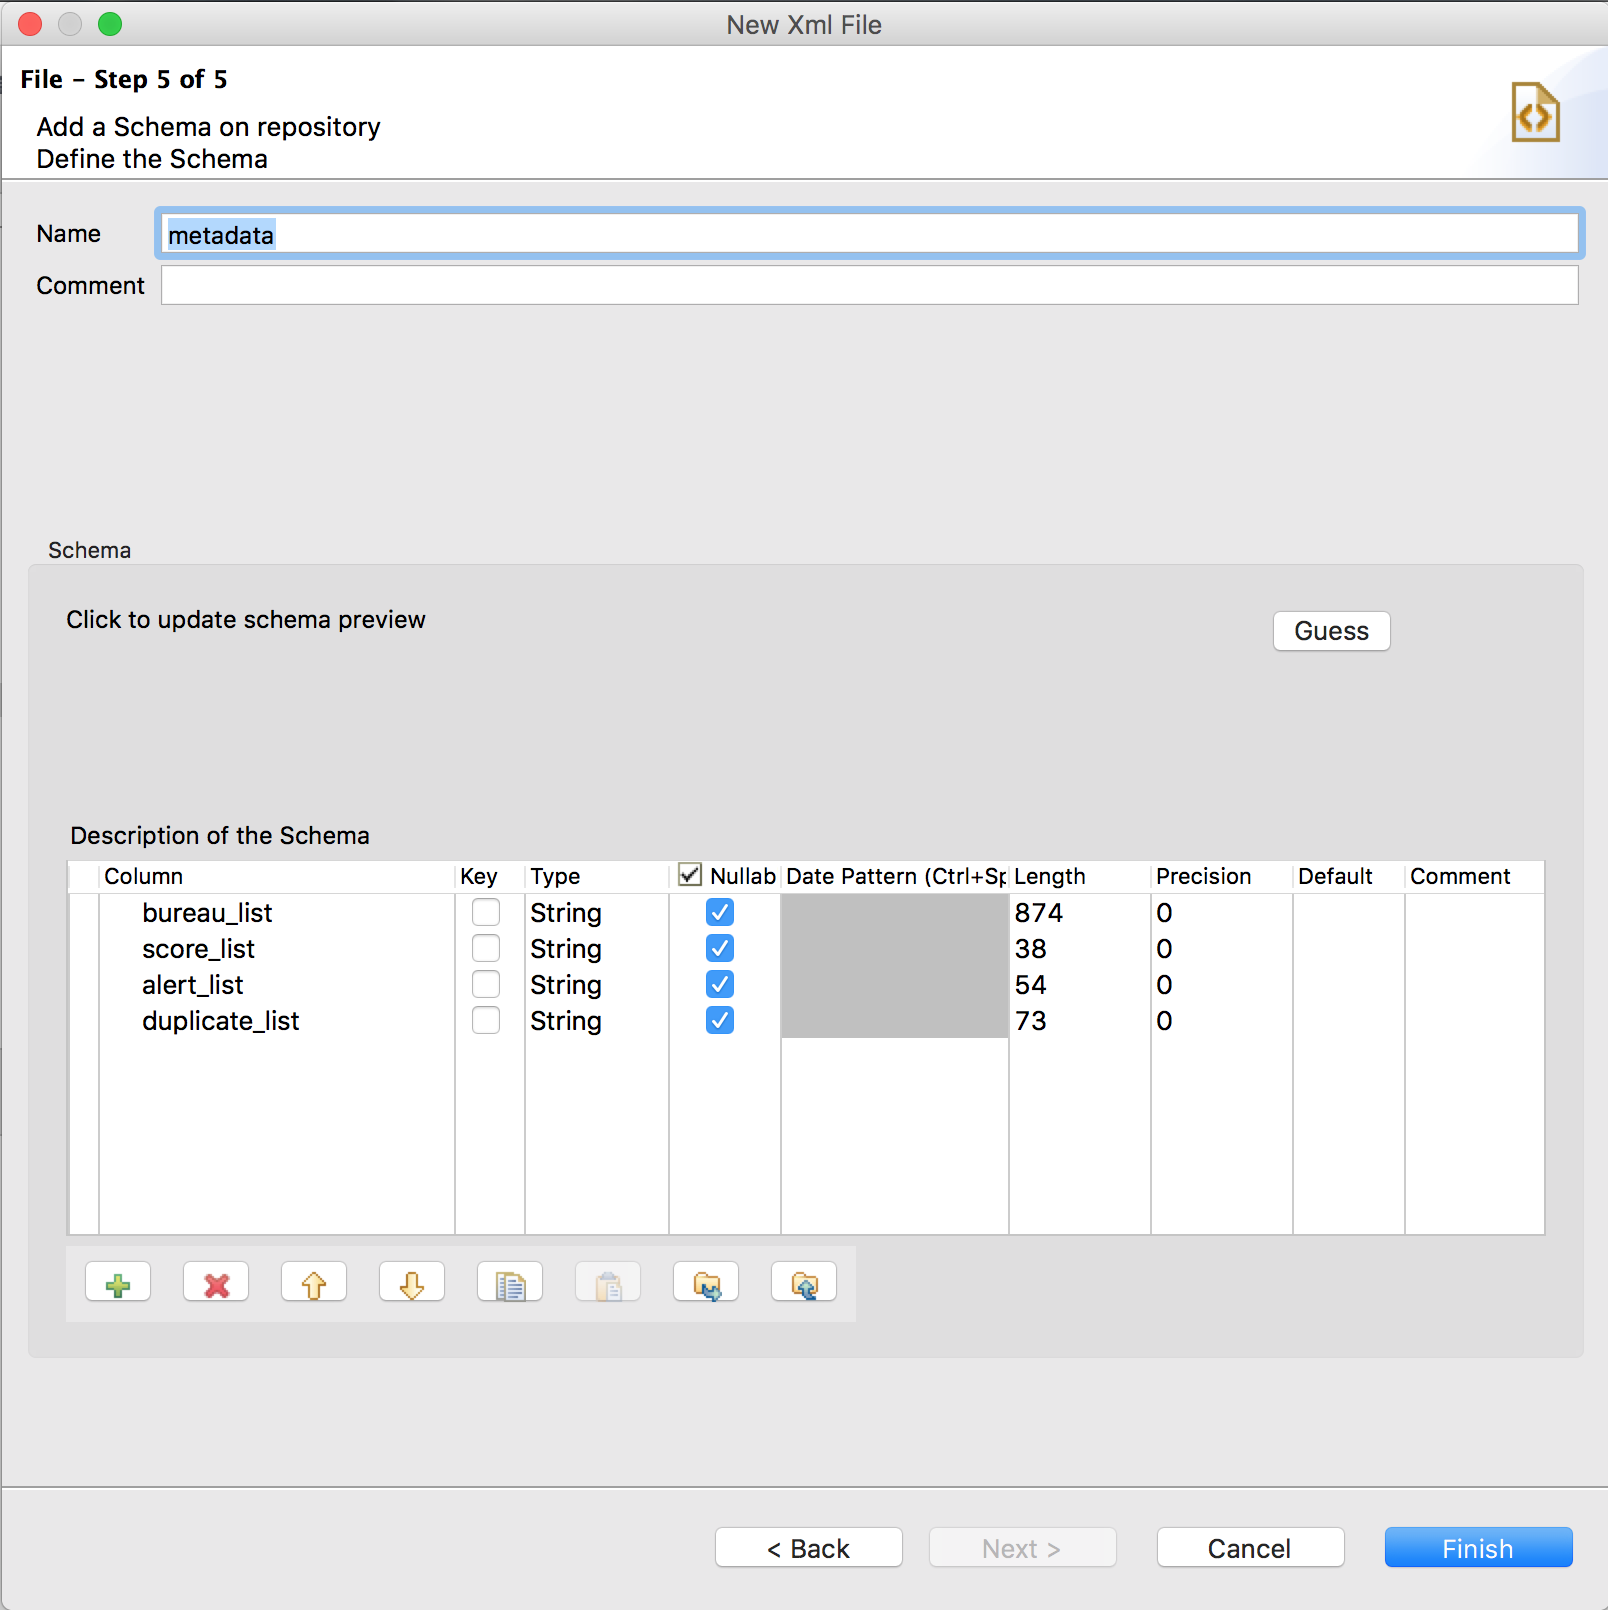 New Xml File
File - Step 5 of 5
Add a Schema on repository
Define the Schema
Name metadata
Comment
Schema
Click to update schema preview Guess
Description of the Schema
Column Key Type Nullab Date Pattern (Ctrl+Sp Length Precision Default Comment
bureau_list String 874 0
score_list String 38 0
alert_list String 54 0
duplicate_list String 73 0
< Back Next > Cancel Finish